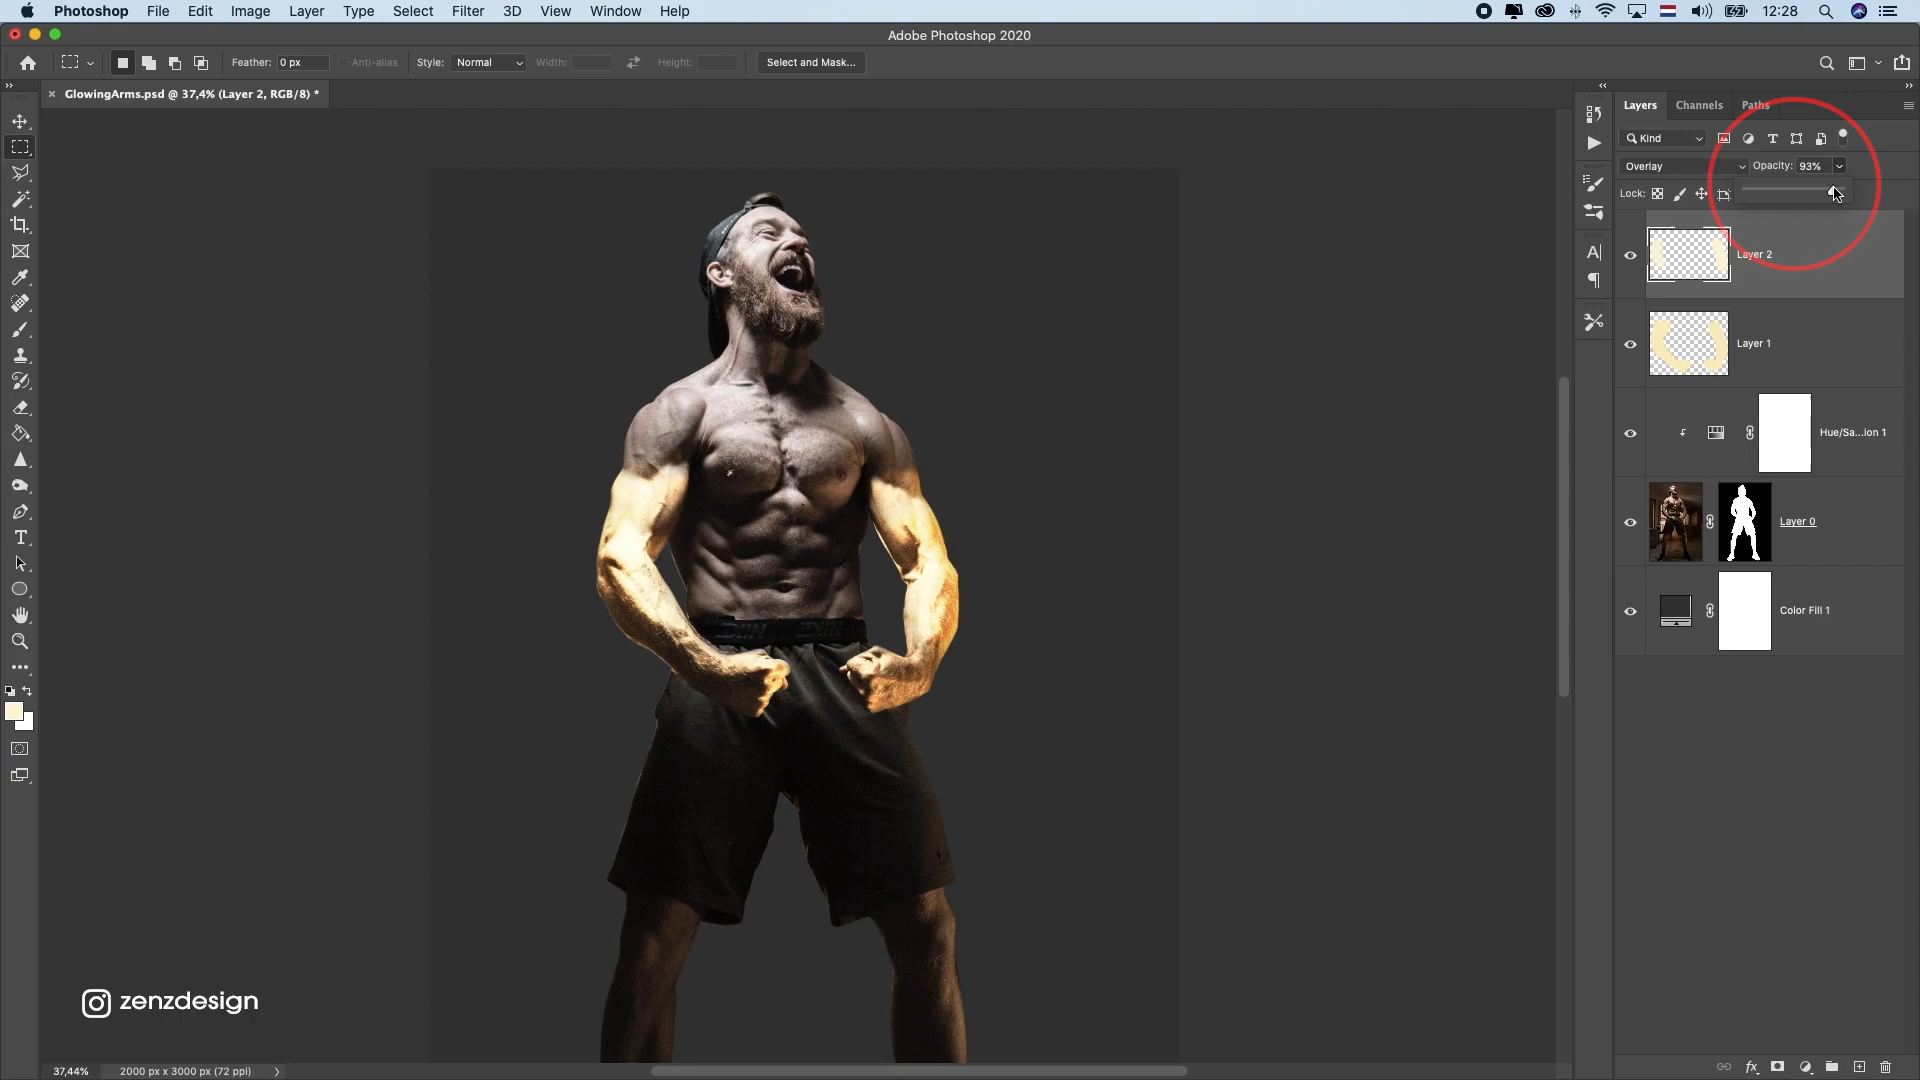 Photoshop File Edit Image Layer Type Select Filter 3D View Window Help 12:28
Adobe Photoshop 2020
Feather: 0 px Anti-alias Style: Normal Width: Height: Select and Mask...
GlowingArms.psd @ 37,4% (Layer 2, RGB/8) *
Layers Channels Paths
Kind
Overlay Opacity: 93%
Lock:
Layer 2
Layer 1
Hue/Sa...ion 1
Layer 0
Color Fill 1
zenzdesign
37,44% 2000 px x 3000 px (72 ppi)